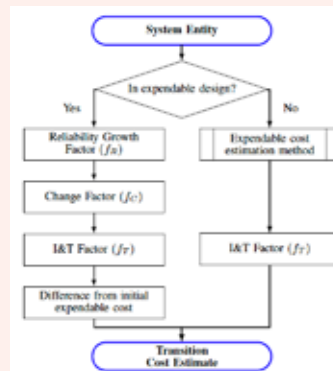 System Entity
In expendable design?
Yes
No
Reliability Growth
Factor (f_R)
Expendable cost
estimation method
Change Factor (f_C)
I&T Factor (f_T)
I&T Factor (f_T)
Difference from initial
expendable cost
Transition
Cost Estimate